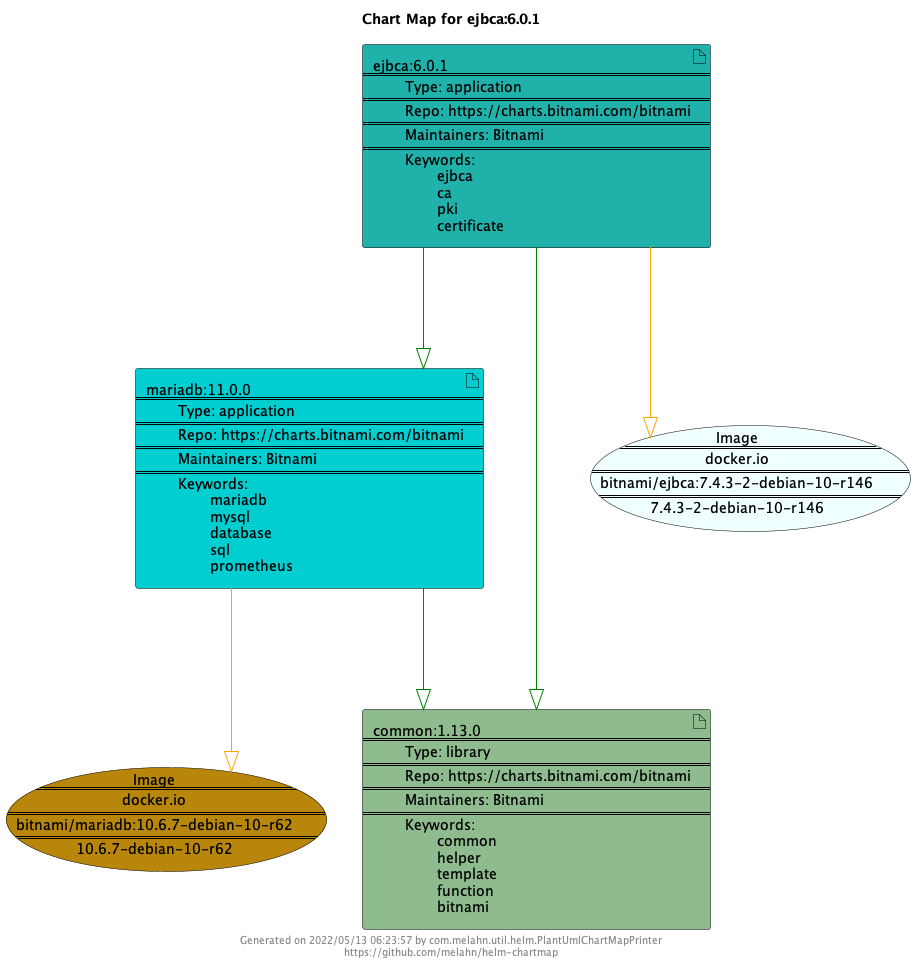 Chart Map for ejbca:6.0.1
ejbca:6.0.1
Type: application
Repo: https://charts.bitnami.com/bitnami
Maintainers: Bitnami
Keywords:
ejbca
ca
pki
certificate
mariadb:11.0.0
Type: application
Repo: https://charts.bitnami.com/bitnami
Maintainers: Bitnami
Keywords:
mariadb
mysql
database
sql
prometheus
Image
docker.io
bitnami/ejbca:7.4.3-2-debian-10-r146
7.4.3-2-debian-10-r146
Image
docker.io
bitnami/mariadb:10.6.7-debian-10-r62
10.6.7-debian-10-r62
common:1.13.0
Type: library
Repo: https://charts.bitnami.com/bitnami
Maintainers: Bitnami
Keywords:
common
helper
template
function
bitnami
Generated on 2022/05/13 06:23:57 by com.melahn.util.helm.PlantUmlChartMapPrinter
https://github.com/melahn/helm-chartmap